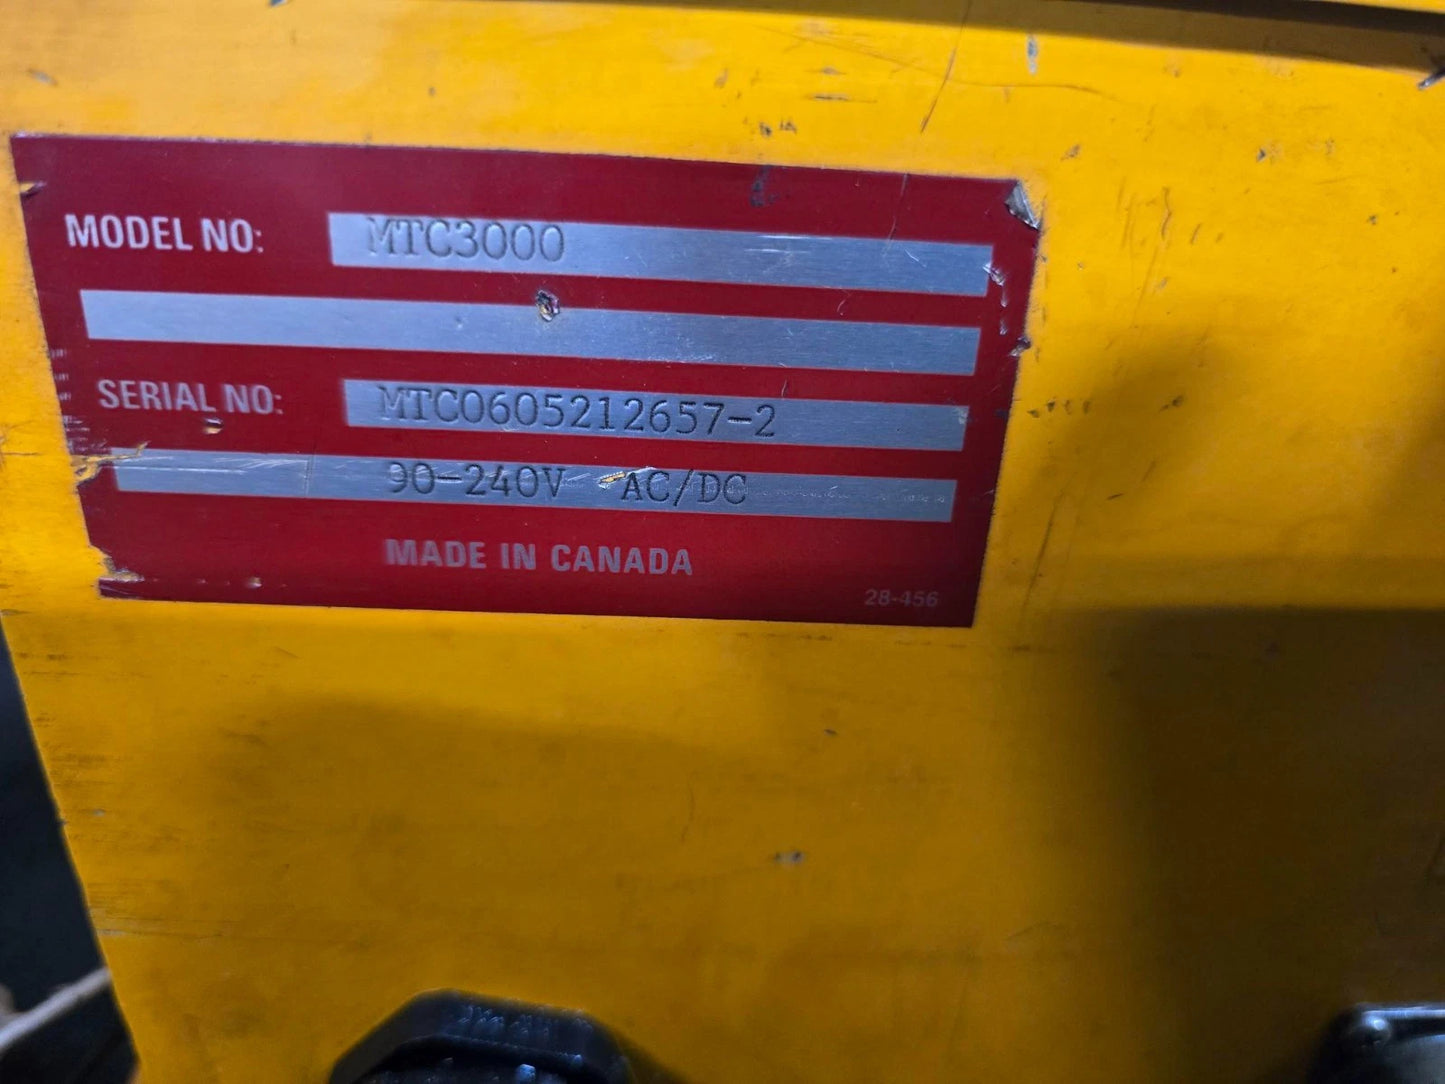 MODEL NO: MTC3000
SERIAL NO: MTC0605212657-2
90-240V AC/DC
MADE IN CANADA
28-456